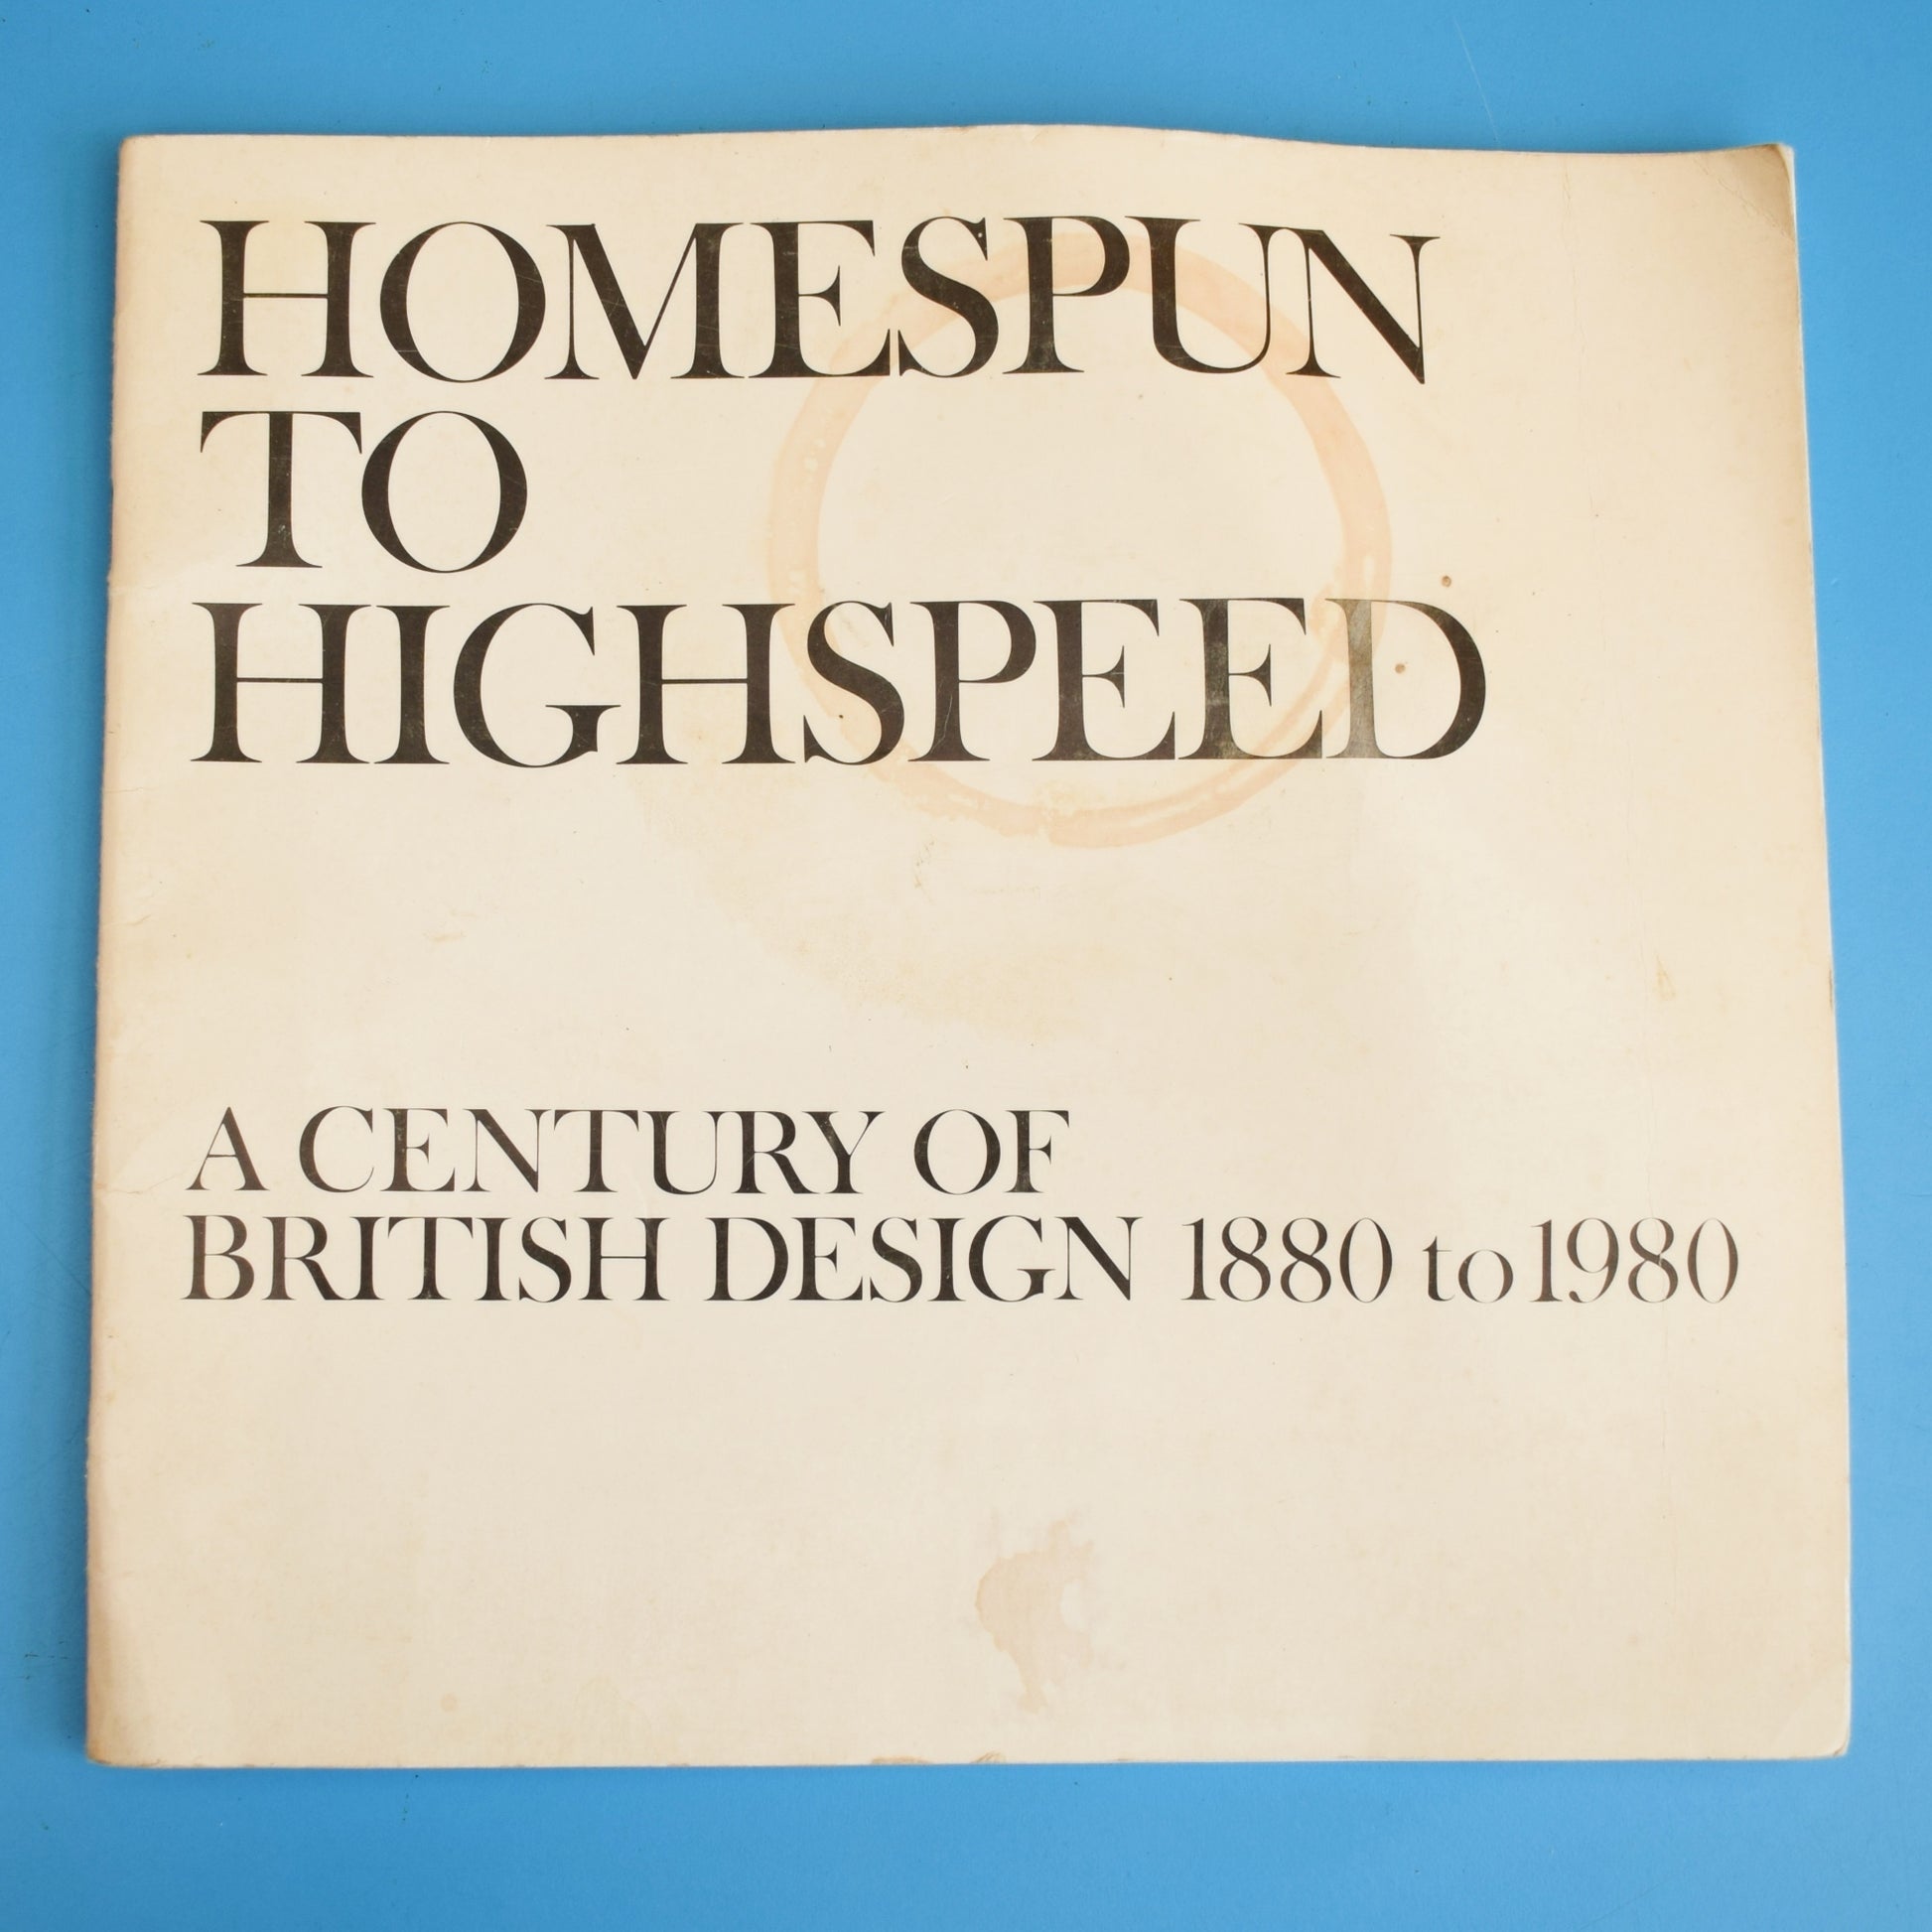 HOMESPUN
TO
HIGHSPEED
A CENTURY OF
BRITISH DESIGN 1880 to 1980